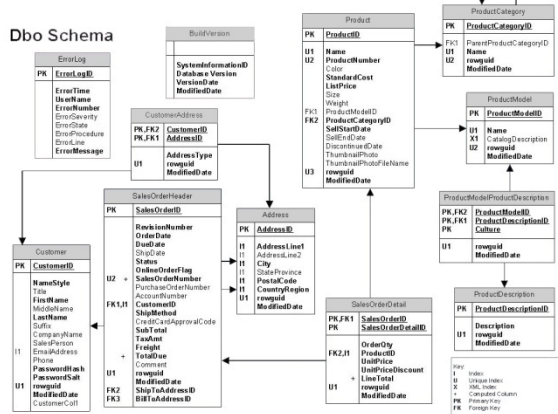 Dbo Schema
ErrorLog
PK ErrorLogID
ErrorTime
UserName
ErrorNumber
ErrorSeverity
ErrorState
ErrorProcedure
ErrorLine
ErrorMessage
BuildVersion
SystemInformationID
Database Version
VersionDate
ModifiedDate
CustomerAddress
PK,FK2 CustomerID
PK,FK1 AddressID
AddressType
U1 rowguid
ModifiedDate
Customer
PK CustomerID
NameStyle
Title
FirstName
MiddleName
LastName
Suffix
CompanyName
SalesPerson
I1 EmailAddress
Phone
PasswordHash
PasswordSalt
U1 rowguid
ModifiedDate
CustomerCol1
SalesOrderHeader
PK SalesOrderID
RevisionNumber
OrderDate
DueDate
ShipDate
Status
OnlineOrderFlag
U2 + SalesOrderNumber
PurchaseOrderNumber
AccountNumber
FK1,I1 CustomerID
ShipMethod
CreditCardApprovalCode
SubTotal
TaxAmt
Freight
+ TotalDue
Comment
U1 rowguid
ModifiedDate
FK2 ShipToAddressID
FK3 BillToAddressID
Address
PK AddressID
I1 AddressLine1
I1 AddressLine2
I1 City
I1 StateProvince
I1 PostalCode
I1 CountryRegion
U1 rowguid
ModifiedDate
Product
PK ProductID
U1 Name
U2 ProductNumber
Color
StandardCost
ListPrice
Size
Weight
FK1 ProductModelID
FK2 ProductCategoryID
SellStartDate
SellEndDate
DiscontinuedDate
ThumbnailPhoto
ThumbnailPhotoFileName
U3 rowguid
ModifiedDate
SalesOrderDetail
PK,FK1 SalesOrderID
PK SalesOrderDetailID
OrderQty
FK2,I1 ProductID
UnitPrice
UnitPriceDiscount
+ LineTotal
U1 rowguid
ModifiedDate
ProductCategory
PK ProductCategoryID
FK1 ParentProductCategoryID
U1 Name
U2 rowguid
ModifiedDate
ProductModel
PK ProductModelID
U1 Name
X1 CatalogDescription
U2 rowguid
ModifiedDate
ProductModelProductDescription
PK,FK2 ProductModelID
PK,FK1 ProductDescriptionID
PK Culture
U1 rowguid
ModifiedDate
ProductDescription
PK ProductDescriptionID
Description
U1 rowguid
ModifiedDate
Key
I Index
U Unique Index
X XML Index
+ Computed Column
PK Primary Key
FK Foreign Key